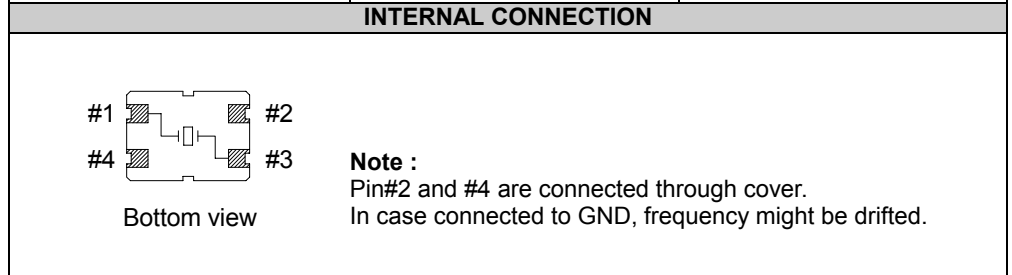 INTERNAL CONNECTION
#1 #2
#4 #3
Bottom view
Note :
Pin#2 and #4 are connected through cover.
In case connected to GND, frequency might be drifted.